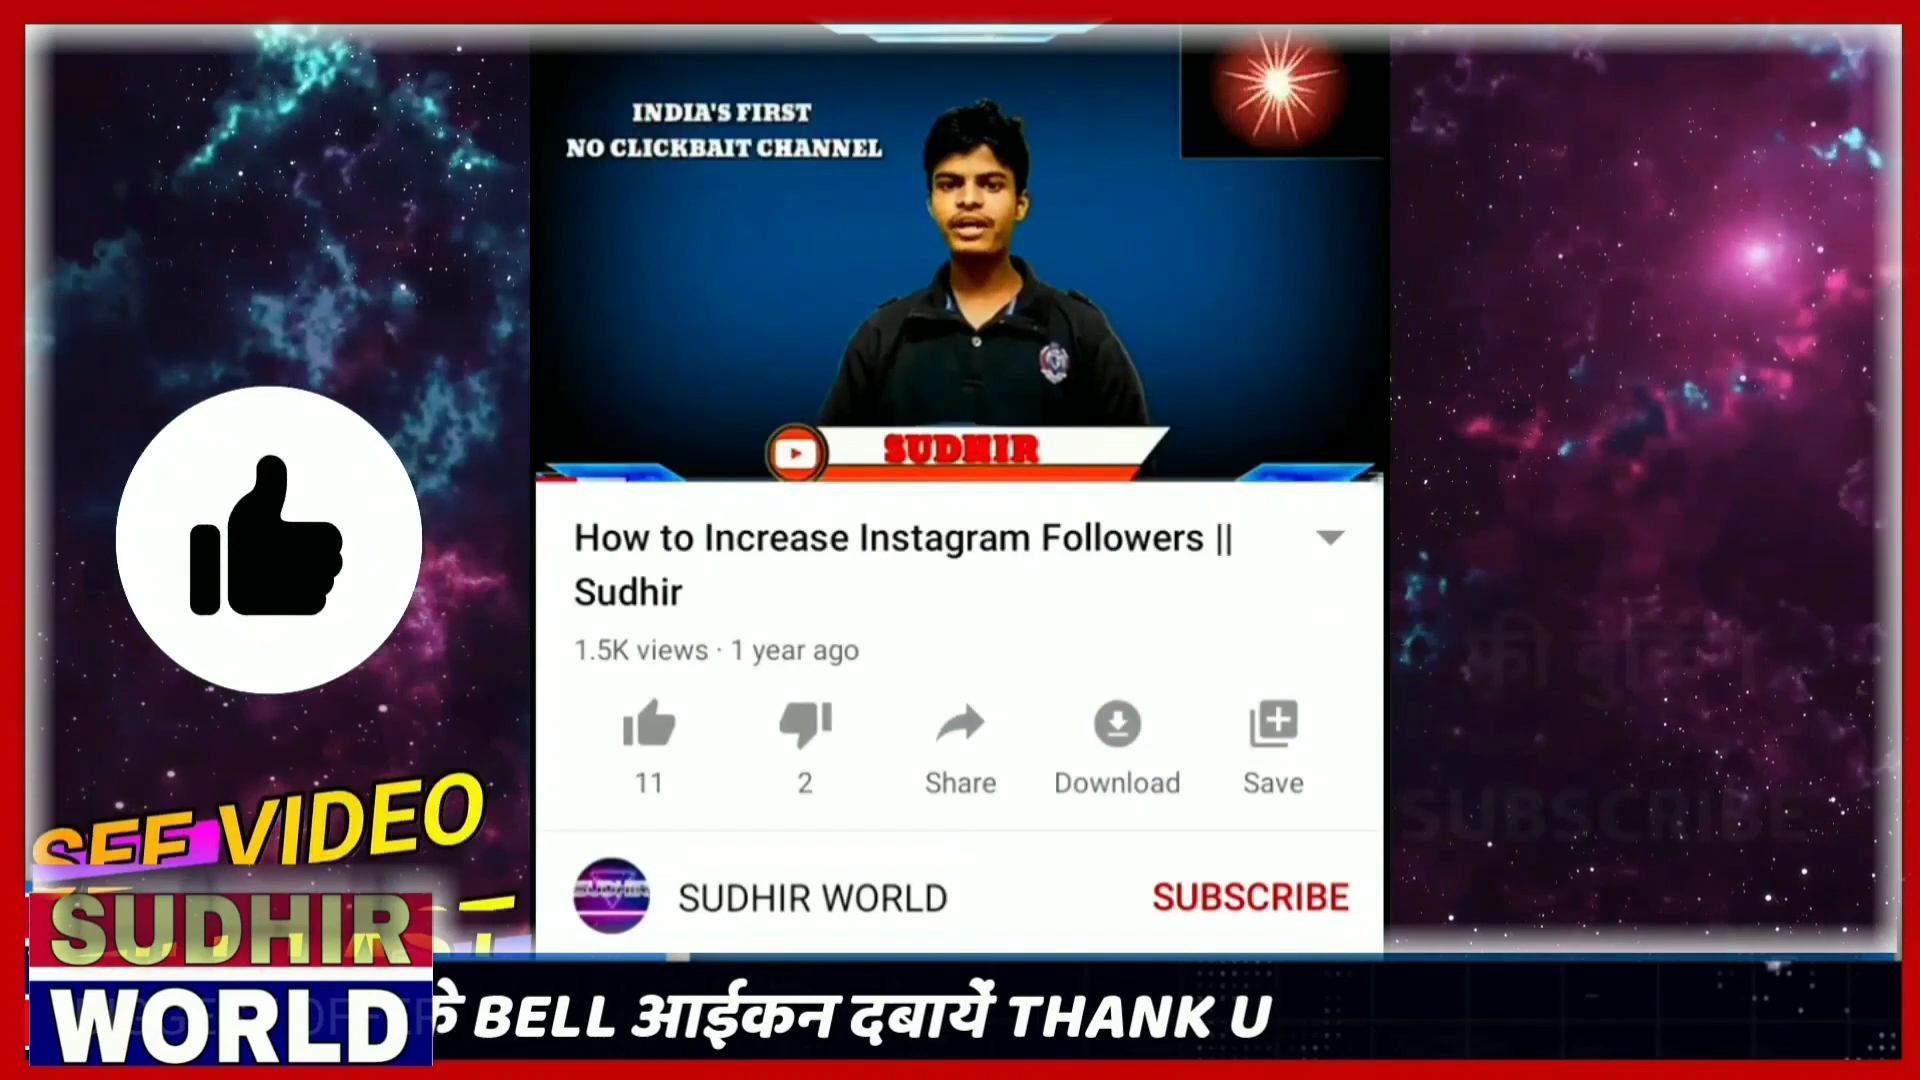 INDIA'S FIRST
NO CLICKBAIT CHANNEL
SUDHIR
How to Increase Instagram Followers ||
Sudhir
1.5K views · 1 year ago
11
2
Share
Download
Save
SUDHIR WORLD
SUBSCRIBE
SEE VIDEO
फ्री
SUBSCRIBE
SUDHIR
WORLD
के BELL आईकन दबायें THANK U